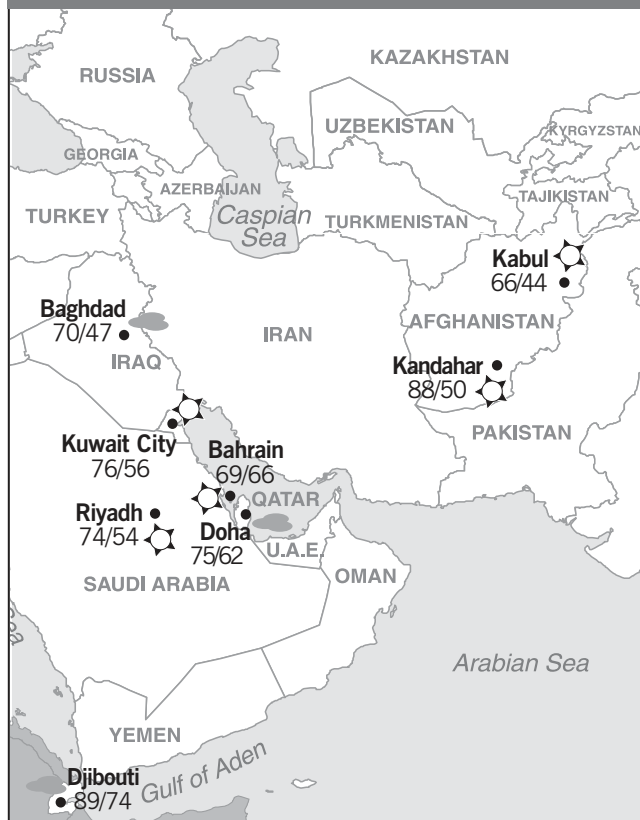 KAZAKHSTAN
RUSSIA
UZBEKISTAN
KYRGYZSTAN
GEORGIA
AZERBAIJAN
TAJIKISTAN
TURKEY
Caspian
Sea
TURKMENISTAN
Kabul
66/44
Baghdad
70/47
IRAN
AFGHANISTAN
IRAQ
Kandahar
88/50
PAKISTAN
Kuwait City
76/56
Bahrain
69/66
QATAR
Riyadh
74/54
Doha
75/62
U.A.E.
OMAN
SAUDI ARABIA
Arabian Sea
YEMEN
Gulf of Aden
Djibouti
89/74